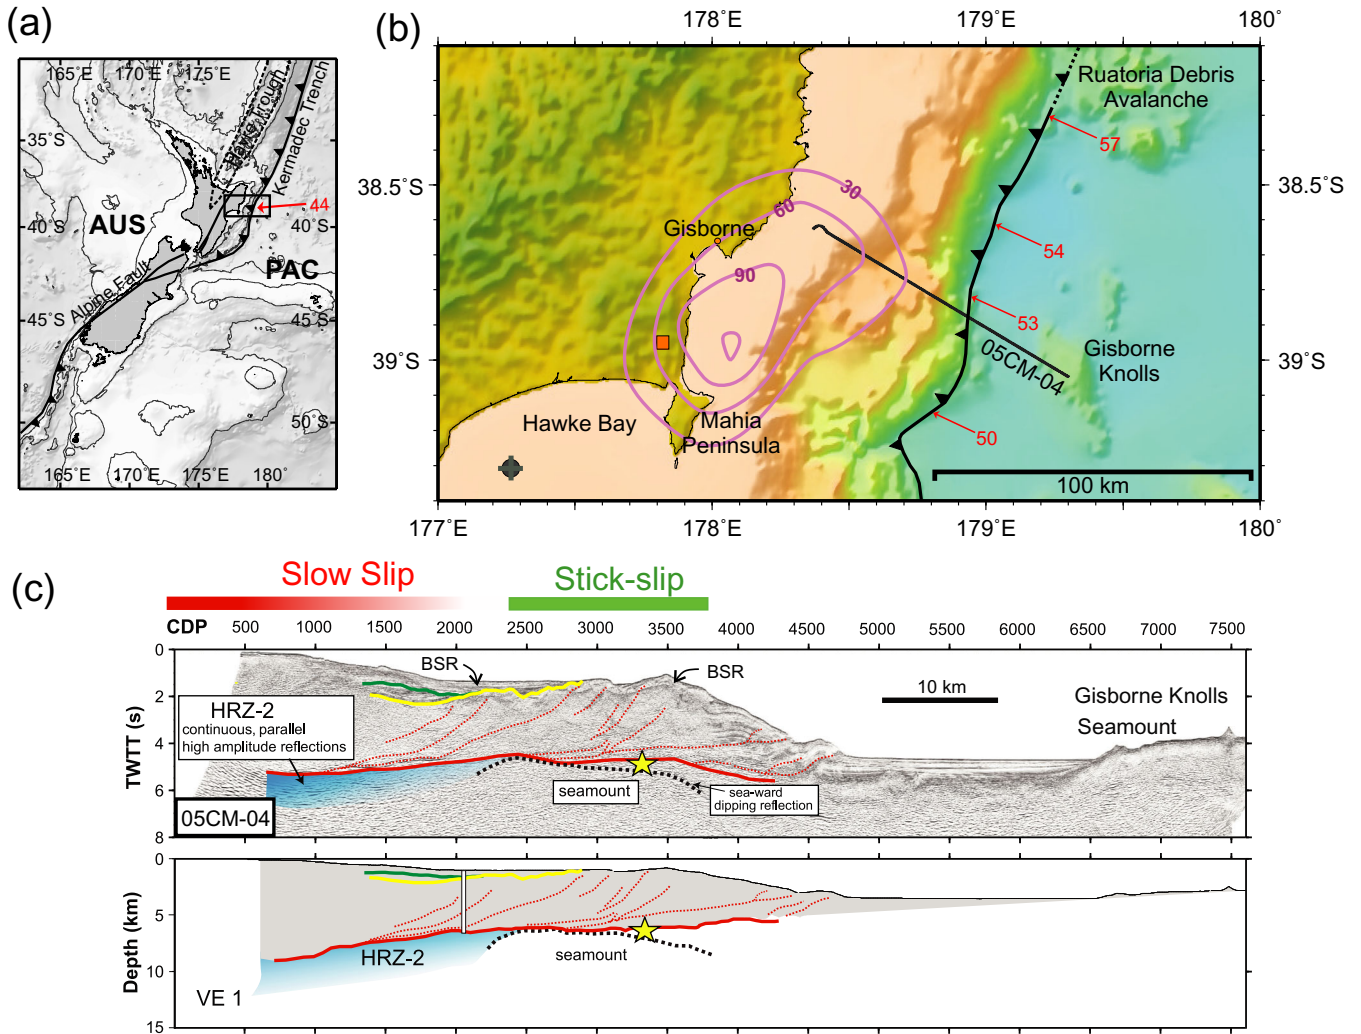 (a)
165°E 170°E 175°E
35°S
40°S
45°S
50°S
Havre Trough
Kermadec Trench
44
AUS
PAC
Alpine Fault
165°E 170°E 175°E 180°
(b)
178°E 179°E 180°
Ruatoria Debris
Avalanche
57
38.5°S 38.5°S
30
60
90
Gisborne
54
53
05CM-04
Gisborne
Knolls
39°S 39°S
Hawke Bay
Mahia
Peninsula
50
100 km
177°E 178°E 179°E 180°
(c)
Slow Slip
Stick-slip
CDP 500 1000 1500 2000 2500 3000 3500 4000 4500 5000 5500 6000 6500 7000 7500
TWTT (s)
0
2
4
6
8
BSR
BSR
10 km
Gisborne Knolls
Seamount
HRZ-2
continuous, parallel
high amplitude reflections
seamount
sea-ward
dipping reflection
05CM-04
Depth (km)
0
5
10
15
HRZ-2
seamount
VE 1